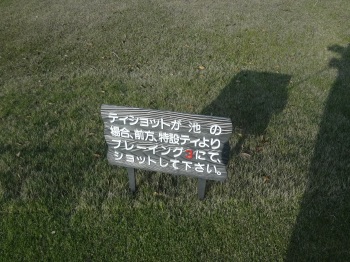 ティショットが 池 の
場合、前方、特設ティより
プレーイング3にて、
ショットして下さい。